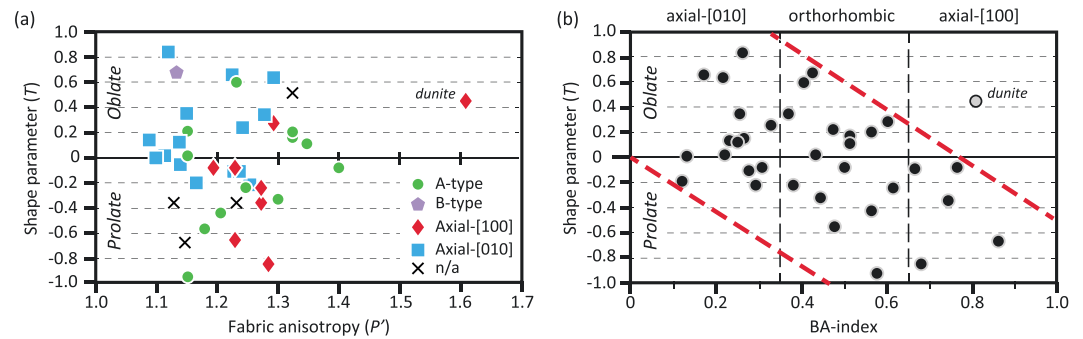 (a)
1.0
0.8
0.6
0.4
0.2
0
-0.2
-0.4
-0.6
-0.8
-1.0
Shape parameter (T)
Oblate
Prolate
dunite
A-type
B-type
Axial-[100]
Axial-[010]
n/a
1.0 1.1 1.2 1.3 1.4 1.5 1.6 1.7
Fabric anisotropy (P’)
(b)
axial-[010] orthorhombic axial-[100]
1.0
0.8
0.6
0.4
0.2
0
-0.2
-0.4
-0.6
-0.8
-1.0
Shape parameter (T)
Oblate
Prolate
dunite
0 0.2 0.4 0.6 0.8 1.0
BA-index